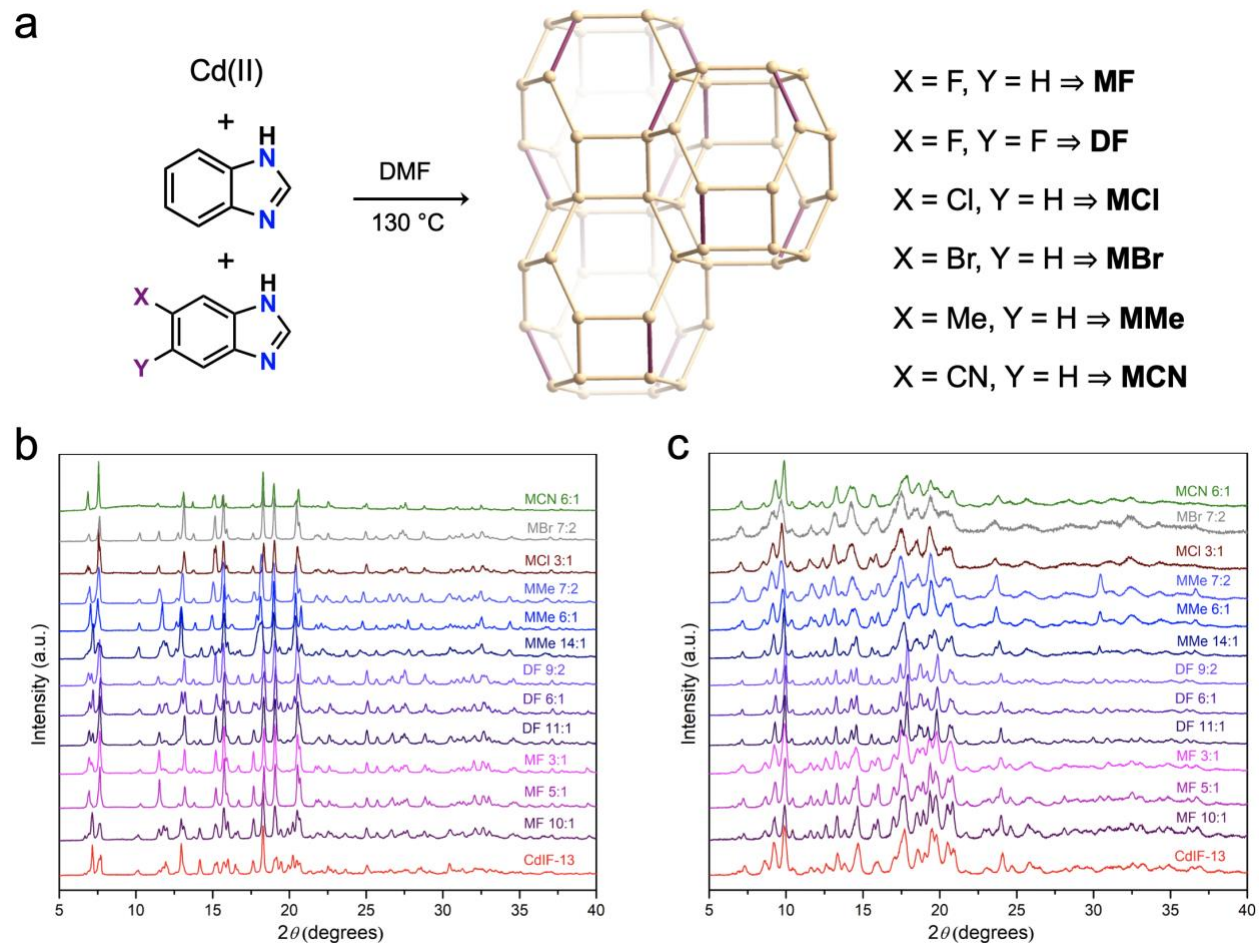 a
Cd(II)
+
H
N
N
+
X
Y
H
N
N
DMF
130 °C
X = F, Y = H ⇒ MF
X = F, Y = F ⇒ DF
X = Cl, Y = H ⇒ MCl
X = Br, Y = H ⇒ MBr
X = Me, Y = H ⇒ MMe
X = CN, Y = H ⇒ MCN
b
Intensity (a.u.)
MCN 6:1
MBr 7:2
MCl 3:1
MMe 7:2
MMe 6:1
MMe 14:1
DF 9:2
DF 6:1
DF 11:1
MF 3:1
MF 5:1
MF 10:1
CdIF-13
5 10 15 20 25 30 35 40
2θ (degrees)
c
Intensity (a.u.)
MCN 6:1
MBr 7:2
MCl 3:1
MMe 7:2
MMe 6:1
MMe 14:1
DF 9:2
DF 6:1
DF 11:1
MF 3:1
MF 5:1
MF 10:1
CdIF-13
5 10 15 20 25 30 35 40
2θ (degrees)